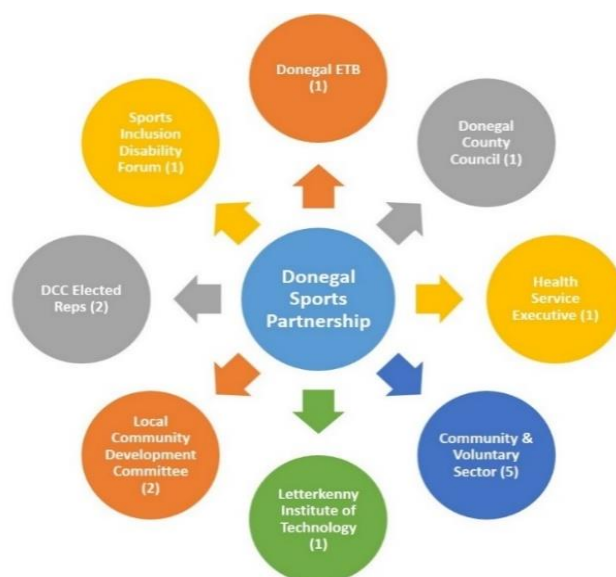 Donegal ETB
(1)
Sports
Inclusion
Disability
Forum (1)
Donegal
County
Council (1)
DCC Elected
Reps (2)
Donegal
Sports
Partnership
Health
Service
Executive (1)
Local
Community
Development
Committee
(2)
Community &
Voluntary
Sector (5)
Letterkenny
Institute of
Technology
(1)